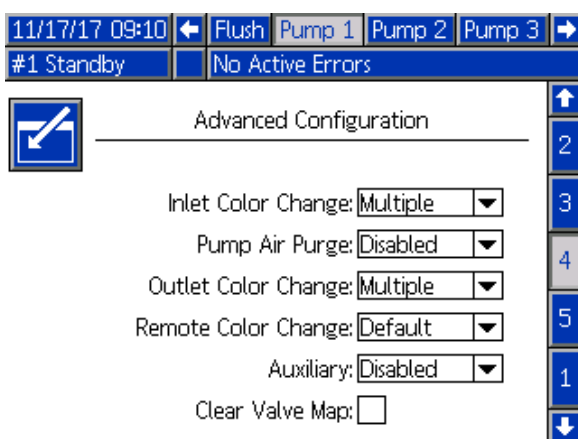 11/17/17 09:10 Flush Pump 1 Pump 2 Pump 3
#1 Standby No Active Errors
Advanced Configuration
2
Inlet Color Change: Multiple
3
Pump Air Purge: Disabled
4
Outlet Color Change: Multiple
Remote Color Change: Default
5
Auxiliary: Disabled
1
Clear Valve Map: